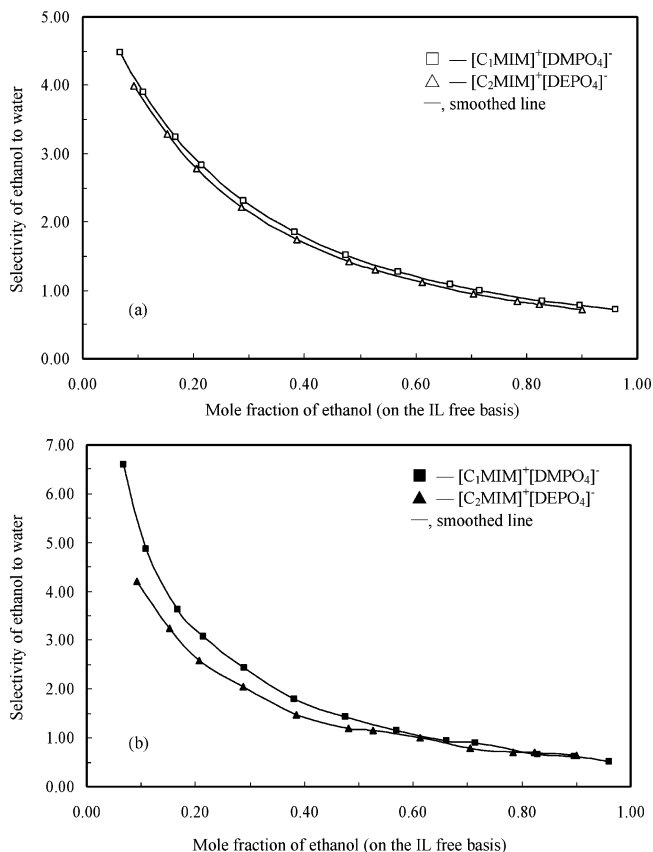 5.00
4.00
3.00
2.00
1.00
0.00
Selectivity of ethanol to water
□ — [C₁MIM]⁺[DMPO₄]⁻
△ — [C₂MIM]⁺[DEPO₄]⁻
—, smoothed line
(a)
0.00 0.20 0.40 0.60 0.80 1.00
Mole fraction of ethanol (on the IL free basis)
7.00
6.00
5.00
4.00
3.00
2.00
1.00
0.00
Selectivity of ethanol to water
■ — [C₁MIM]⁺[DMPO₄]⁻
▲ — [C₂MIM]⁺[DEPO₄]⁻
—, smoothed line
(b)
0.00 0.20 0.40 0.60 0.80 1.00
Mole fraction of ethanol (on the IL free basis)